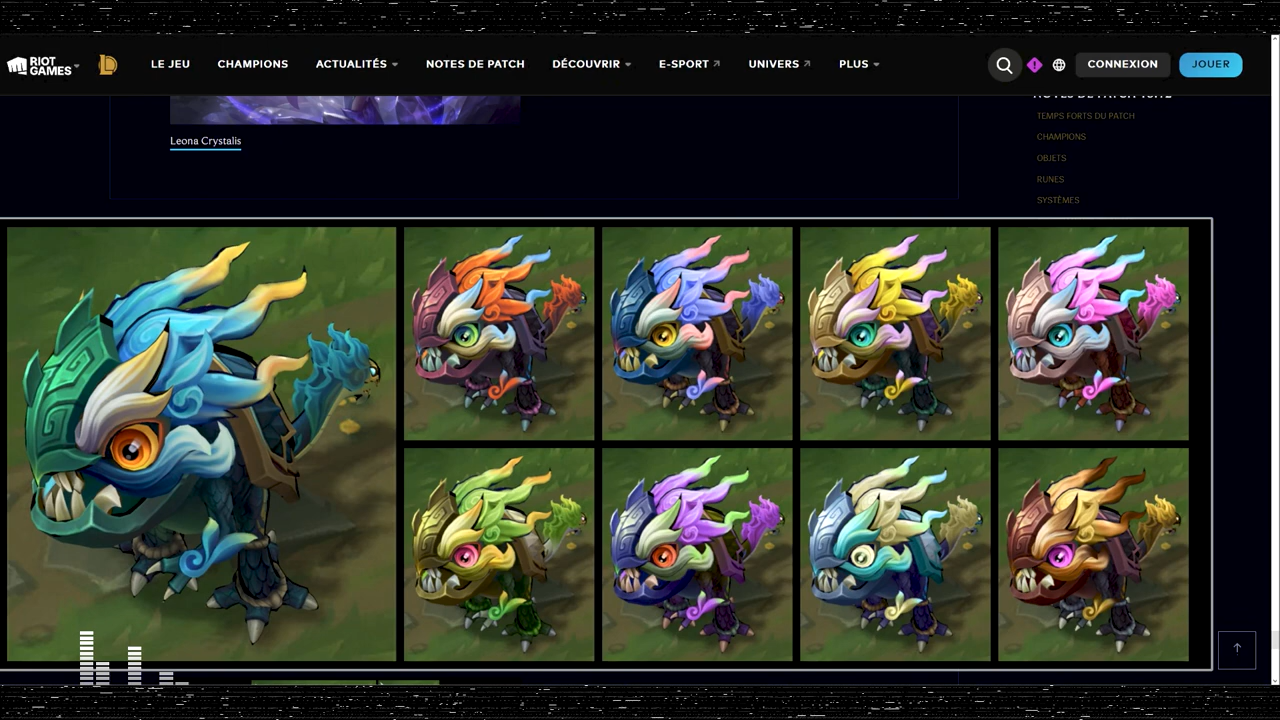 RIOT GAMES
LE JEU
CHAMPIONS
ACTUALITÉS
NOTES DE PATCH
DÉCOUVRIR
E-SPORT
UNIVERS
PLUS
CONNEXION
JOUER
Leona Crystalis
TEMPS FORTS DU PATCH
CHAMPIONS
OBJETS
RUNES
SYSTÈMES